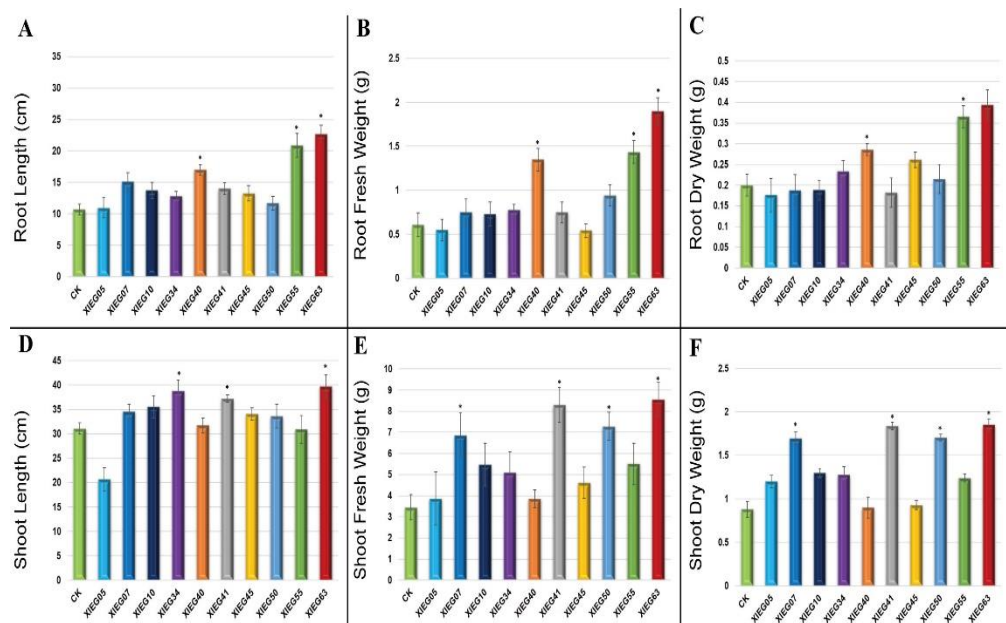 A
Root Length (cm)
35
30
25
20
15
10
5
0
CK XIEG05 XIEG07 XIEG10 XIEG34 XIEG40 XIEG41 XIEG45 XIEG50 XIEG55 XIEG63
* * *
B
Root Fresh Weight (g)
2.5
2
1.5
1
0.5
0
CK XIEG05 XIEG07 XIEG10 XIEG34 XIEG40 XIEG41 XIEG45 XIEG50 XIEG55 XIEG63
* * *
C
Root Dry Weight (g)
0.5
0.45
0.4
0.35
0.3
0.25
0.2
0.15
0.1
0.05
0
CK XIEG05 XIEG07 XIEG10 XIEG34 XIEG40 XIEG41 XIEG45 XIEG50 XIEG55 XIEG63
* *
D
Shoot Length (cm)
45
40
35
30
25
20
15
10
5
0
CK XIEG05 XIEG07 XIEG10 XIEG34 XIEG40 XIEG41 XIEG45 XIEG50 XIEG55 XIEG63
* * *
E
Shoot Fresh Weight (g)
10
9
8
7
6
5
4
3
2
1
0
CK XIEG05 XIEG07 XIEG10 XIEG34 XIEG40 XIEG41 XIEG45 XIEG50 XIEG55 XIEG63
* * * *
F
Shoot Dry Weight (g)
2.5
2
1.5
1
0.5
0
CK XIEG05 XIEG07 XIEG10 XIEG34 XIEG40 XIEG41 XIEG45 XIEG50 XIEG55 XIEG63
* * * *